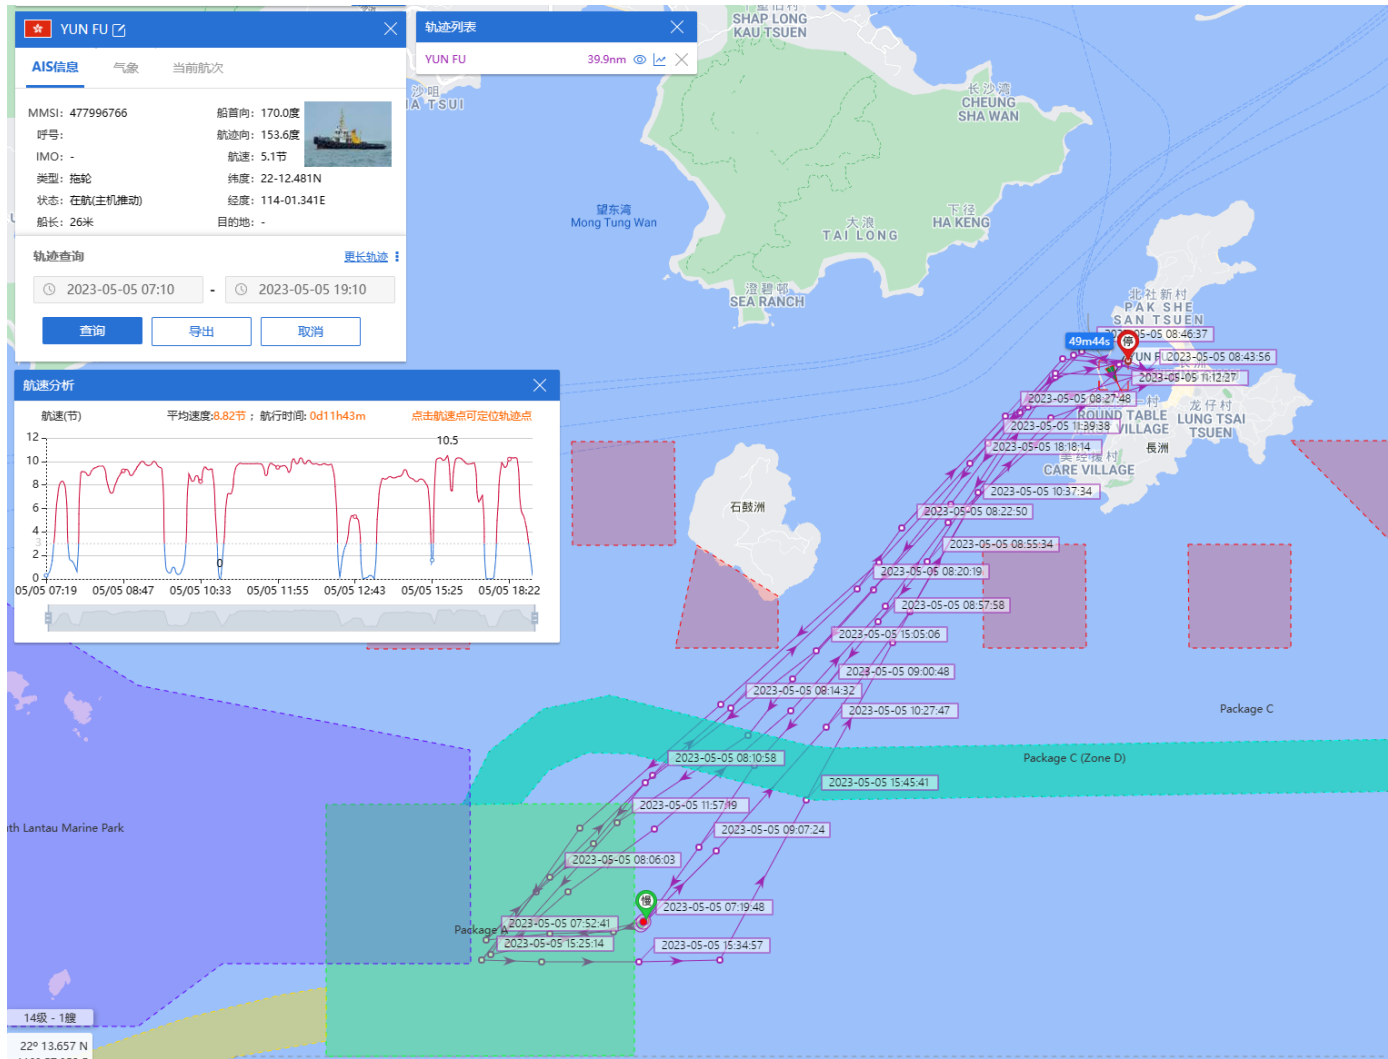 YUN FU
AIS信息 气象 当前航次
MMSI: 477996766 船首向: 170.0度
呼号: 航迹向: 153.6度
IMO: - 航速: 5.1节
类型: 拖轮 纬度: 22-12.481N
状态: 在航(主机推动) 经度: 114-01.341E
船长: 26米 目的地: -
轨迹查询 更长轨迹
2023-05-05 07:10 - 2023-05-05 19:10
查询 导出 取消
轨迹列表
YUN FU 39.9nm
航速分析
航速(节) 平均速度:8.82节 ; 航行时间: 0d11h43m 点击航速点可定位轨迹点
12
10
8
6
4
3
2
0
10.5
0
05/05 07:19 05/05 08:47 05/05 10:33 05/05 11:55 05/05 12:43 05/05 15:25 05/05 18:22
SHAP LONG
KAU TSUEN
沙咀
HA TSUI
长沙湾
CHEUNG
SHA WAN
望东湾
Mong Tung Wan
大浪
TAI LONG
下径
HA KENG
澄碧邨
SEA RANCH
北社新村
PAK SHE
SAN TSUEN
49m44s
停
2023-05-05 08:46:37
YUN FU
2023-05-05 08:43:56
2023-05-05 11:12:27
2023-05-05 08:27:48
ROUND TABLE
VILLAGE
龙仔村
LUNG TSAI
TSUEN
2023-05-05 11:39:38
2023-05-05 18:18:14
長洲
CARE VILLAGE
2023-05-05 10:37:34
石鼓洲
2023-05-05 08:22:50
2023-05-05 08:55:34
2023-05-05 08:20:19
2023-05-05 08:57:58
2023-05-05 15:05:06
2023-05-05 09:00:48
2023-05-05 08:14:32
2023-05-05 10:27:47
Package C
2023-05-05 08:10:58
Package C (Zone D)
2023-05-05 15:45:41
2023-05-05 11:57:19
2023-05-05 09:07:24
th Lantau Marine Park
2023-05-05 08:06:03
慢
2023-05-05 07:19:48
2023-05-05 07:52:41
Package A
2023-05-05 15:25:14
2023-05-05 15:34:57
14级 - 1艘
22° 13.657 N